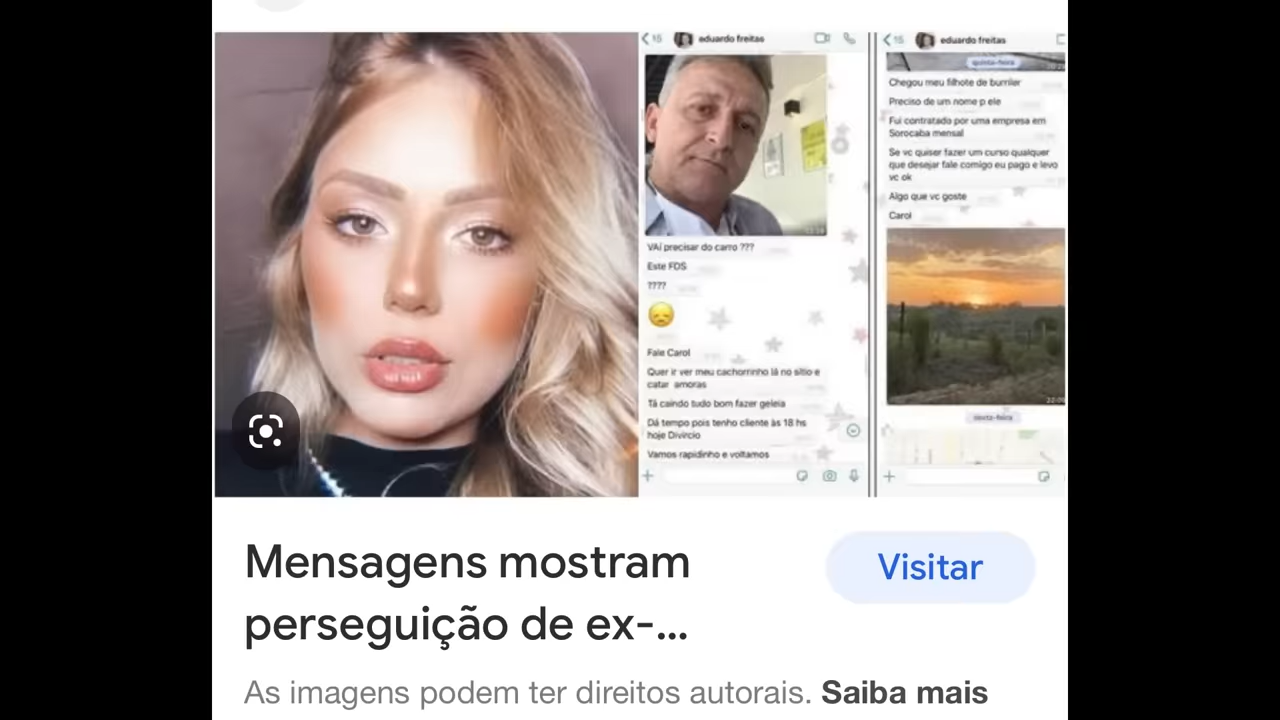 15 eduardo freitas
VAí precisar do carro ???
Este FDS
????
Fale Carol
Quer ir ver meu cachorrinho lá no sítio e
catar amoras
Tá caindo tudo bom fazer geleia
Dá tempo pois tenho cliente às 18 hs
hoje Divircio
Vamos rapidinho e voltamos
15 eduardo freitas
quinta-feira
Chegou meu filhote de burriler
Preciso de um nome p ele
Fui contratado por uma empresa em
Sorocaba mensal
Se vc quiser fazer um curso qualquer
que desejar fale comigo eu pago e levo
vc ok
Algo que vc goste
Carol
sexta-feira
Mensagens mostram
perseguição de ex-...
Visitar
As imagens podem ter direitos autorais. Saiba mais